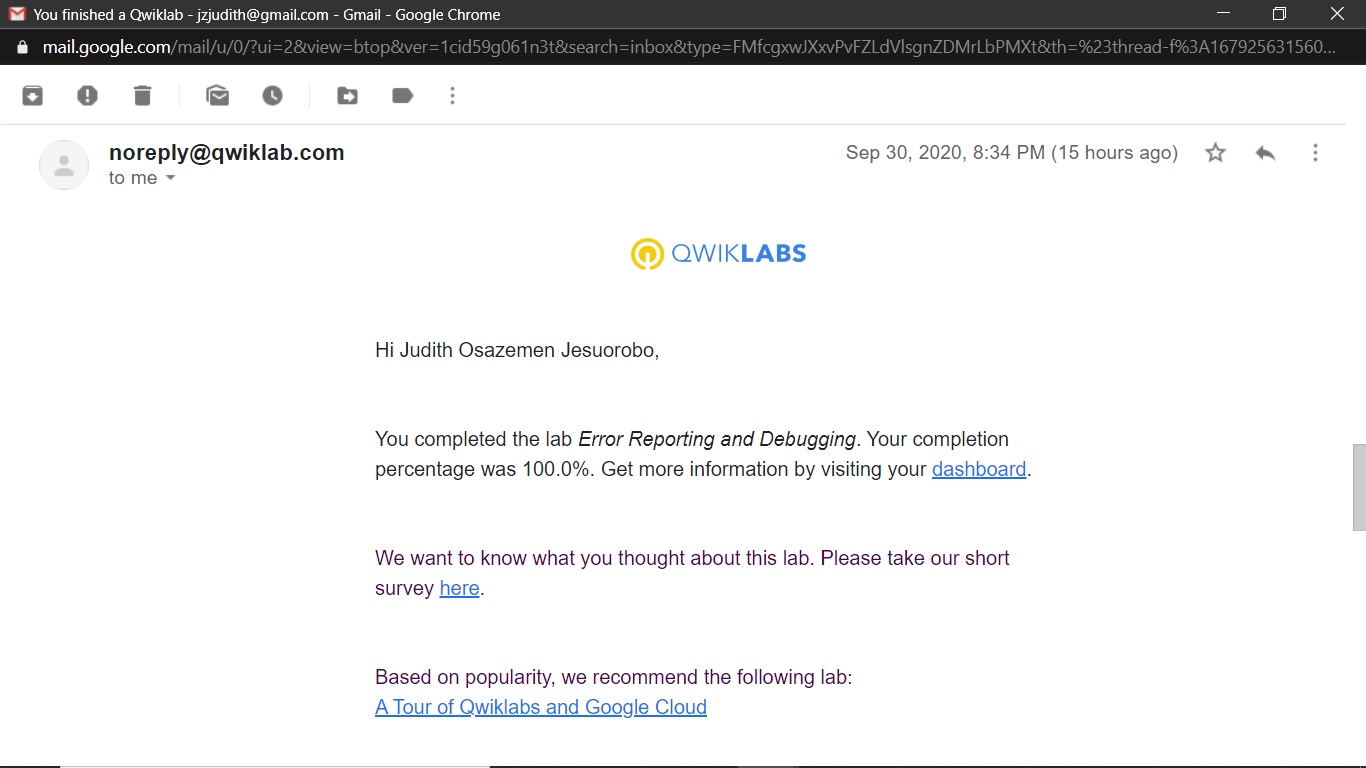 You finished a Qwiklab - jzjudith@gmail.com - Gmail - Google Chrome
mail.google.com/mail/u/0/?ui=2&view=btop&ver=1cid59g061n3t&search=inbox&type=FMfcgxwJXxvPvFZLdVlsgnZDMrLbPMXt&th=%23thread-f%3A167925631560...
noreply@qwiklab.com
Sep 30, 2020, 8:34 PM (15 hours ago)
to me
QWIKLABS
Hi Judith Osazemen Jesuorobo,
You completed the lab Error Reporting and Debugging. Your completion
percentage was 100.0%. Get more information by visiting your dashboard.
We want to know what you thought about this lab. Please take our short
survey here.
Based on popularity, we recommend the following lab:
A Tour of Qwiklabs and Google Cloud